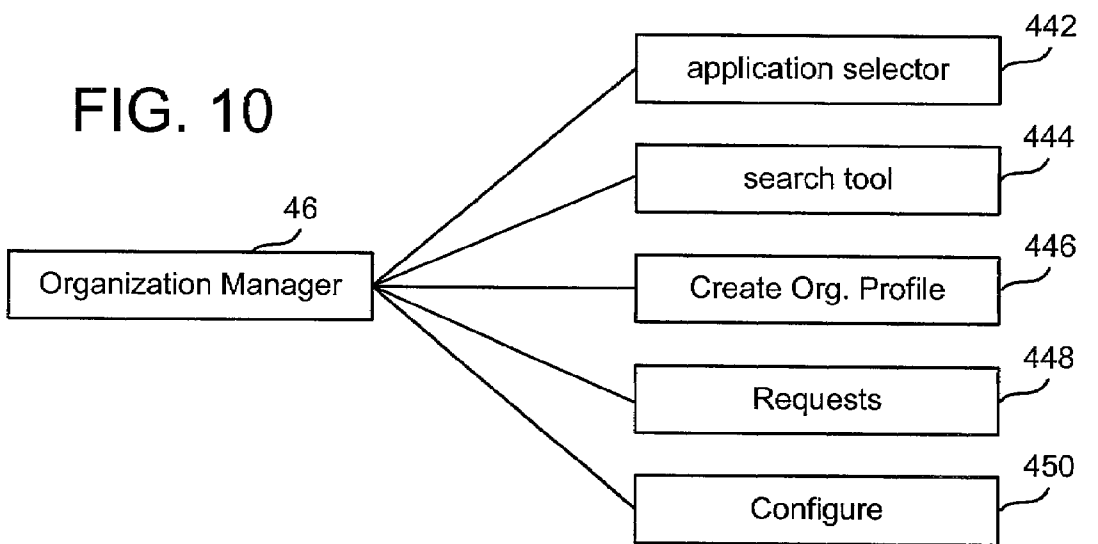 FIG. 10
46
Organization Manager
442
application selector
444
search tool
446
Create Org. Profile
448
Requests
450
Configure